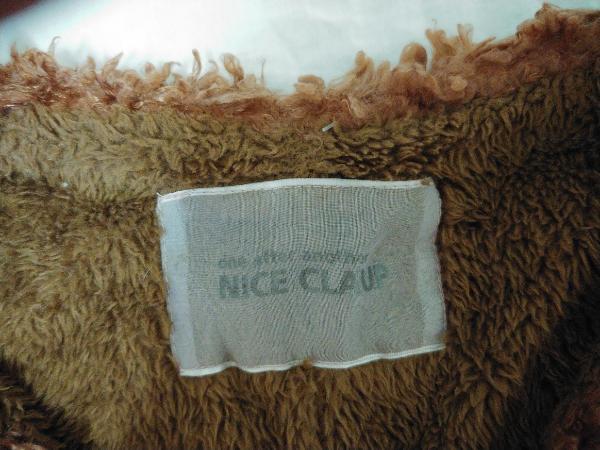 one after another
NICE CLAUP